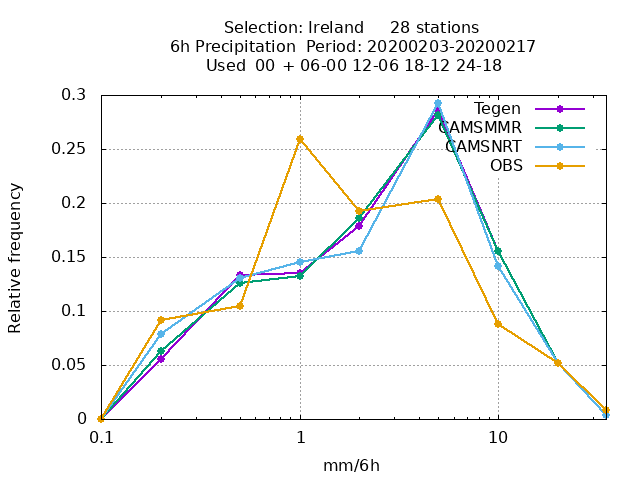 Selection: Ireland 28 stations
6h Precipitation Period: 20200203-20200217
Used 00 + 06-00 12-06 18-12 24-18
Tegen
CAMSMMR
CAMSNRT
OBS
0.3
0.25
0.2
0.15
0.1
0.05
0
Relative frequency
0.1 1 10
mm/6h